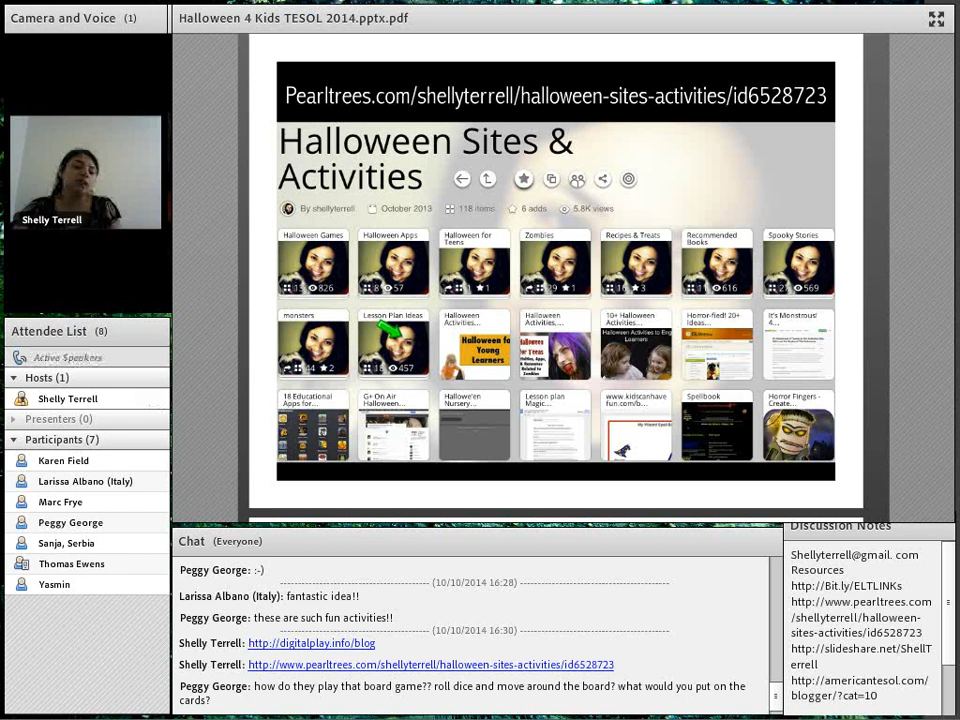 Camera and Voice (1)
Halloween 4 Kids TESOL 2014.pptx.pdf
Shelly Terrell
Attendee List (8)
Active Speakers
Hosts (1)
Shelly Terrell
Presenters (0)
Participants (7)
Karen Field
Larissa Albano (Italy)
Marc Frye
Peggy George
Sanja, Serbia
Thomas Ewens
Yasmin
Pearltrees.com/shellyterrell/halloween-sites-activities/id6528723
Halloween Sites &
Activities
By shellyterrell October 2013 118 items 6 adds 5.8K views
Halloween Games
Halloween Apps
Halloween for
Teens
Zombies
Recipes & Treats
Recommended
Books
Spooky Stories
monsters
Lesson Plan Ideas
Halloween
Activities...
Halloween for
Young
Learners
Halloween
Activities,...
10+ Halloween
Activities...
Horror-fied! 20+
Ideas...
It's Monstrous!
4...
18 Educational
Apps for...
G+ On Air
Halloween...
Hallowe'en
Nursery...
Lesson plan
Magic...
www.kidscanhave
fun.com/b...
Spellbook
Horror Fingers -
Create...
Chat (Everyone)
Peggy George: :-)
(10/10/2014 16:28)
Larissa Albano (Italy): fantastic idea!!
Peggy George: these are such fun activities!!
(10/10/2014 16:30)
Shelly Terrell: http://digitalplay.info/blog
Shelly Terrell: http://www.pearltrees.com/shellyterrell/halloween-sites-activities/id6528723
Peggy George: how do they play that board game?? roll dice and move around the board? what would you put on the
cards?
Discussion Notes
Shellyterrell@gmail. com
Resources
http://Bit.ly/ELTLINKs
http://www.pearltrees.com
/shellyterrell/halloween-
sites-activities/id6528723
http://slideshare.net/ShellT
errell
http://americantesol.com/
blogger/?cat=10